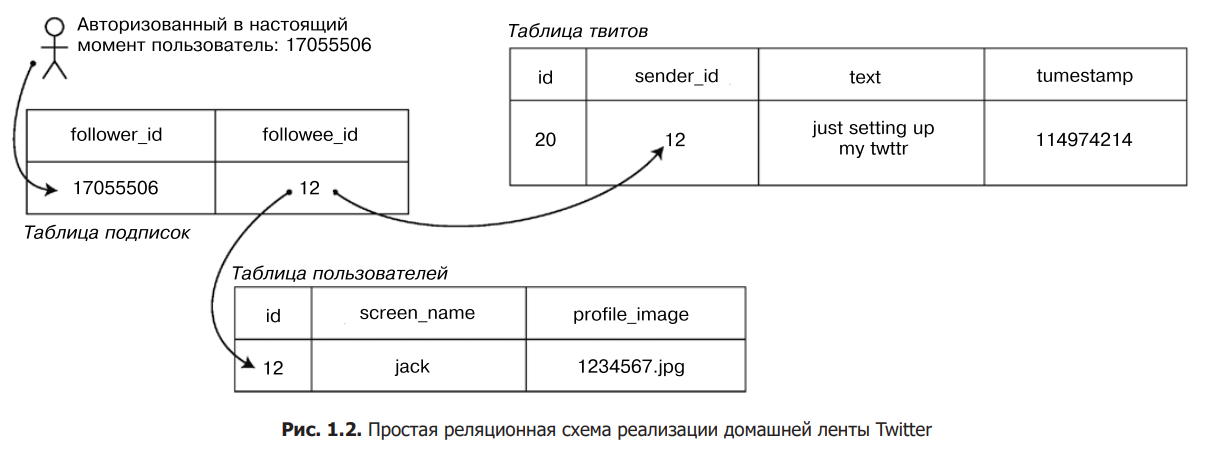 Авторизованный в настоящий
момент пользователь: 17055506
Таблица твитов
id sender_id text tumestamp
20 12 just setting up
my twttr 114974214
follower_id followee_id
17055506 12
Таблица подписок
Таблица пользователей
id screen_name profile_image
12 jack 1234567.jpg
Рис. 1.2. Простая реляционная схема реализации домашней ленты Twitter